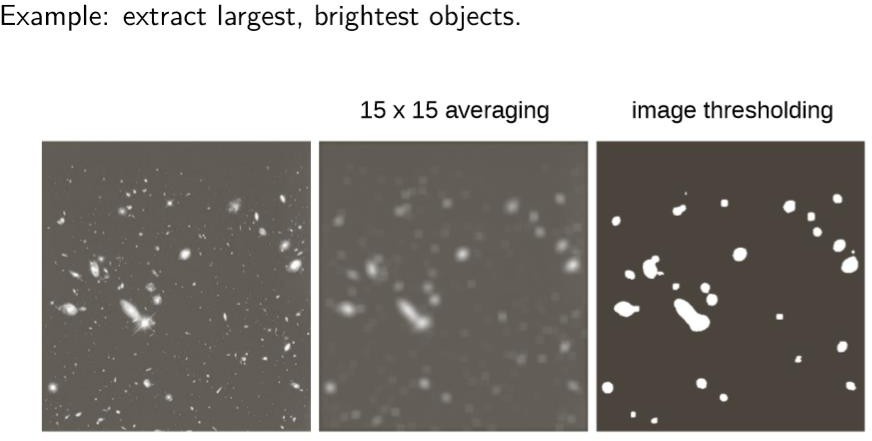 Example: extract largest, brightest objects.
15 x 15 averaging
image thresholding